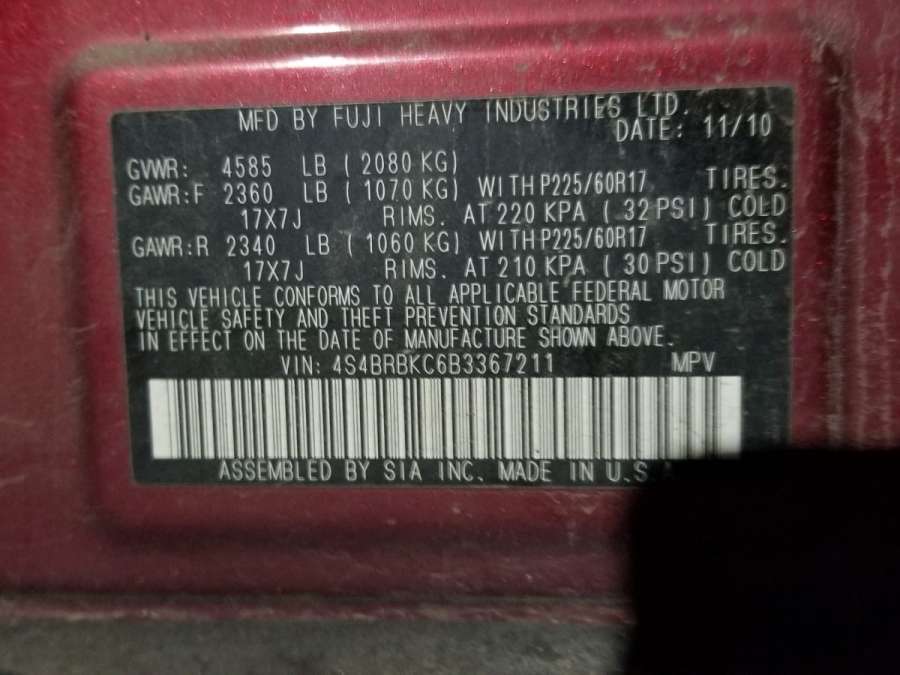 MFD BY FUJI HEAVY INDUSTRIES LTD.
DATE: 11/10
GVWR: 4585 LB ( 2080 KG)
GAWR:F 2360 LB ( 1070 KG) WITH P225/60R17 TIRES.
17X7J RIMS. AT 220 KPA ( 32 PSI) COLD
GAWR:R 2340 LB ( 1060 KG) WITH P225/60R17 TIRES.
17X7J RIMS. AT 210 KPA ( 30 PSI) COLD
THIS VEHICLE CONFORMS TO ALL APPLICABLE FEDERAL MOTOR
VEHICLE SAFETY AND THEFT PREVENTION STANDARDS
IN EFFECT ON THE DATE OF MANUFACTURE SHOWN ABOVE.
VIN: 4S4BRBKC6B3367211 MPV
ASSEMBLED BY SIA INC. MADE IN U.S.